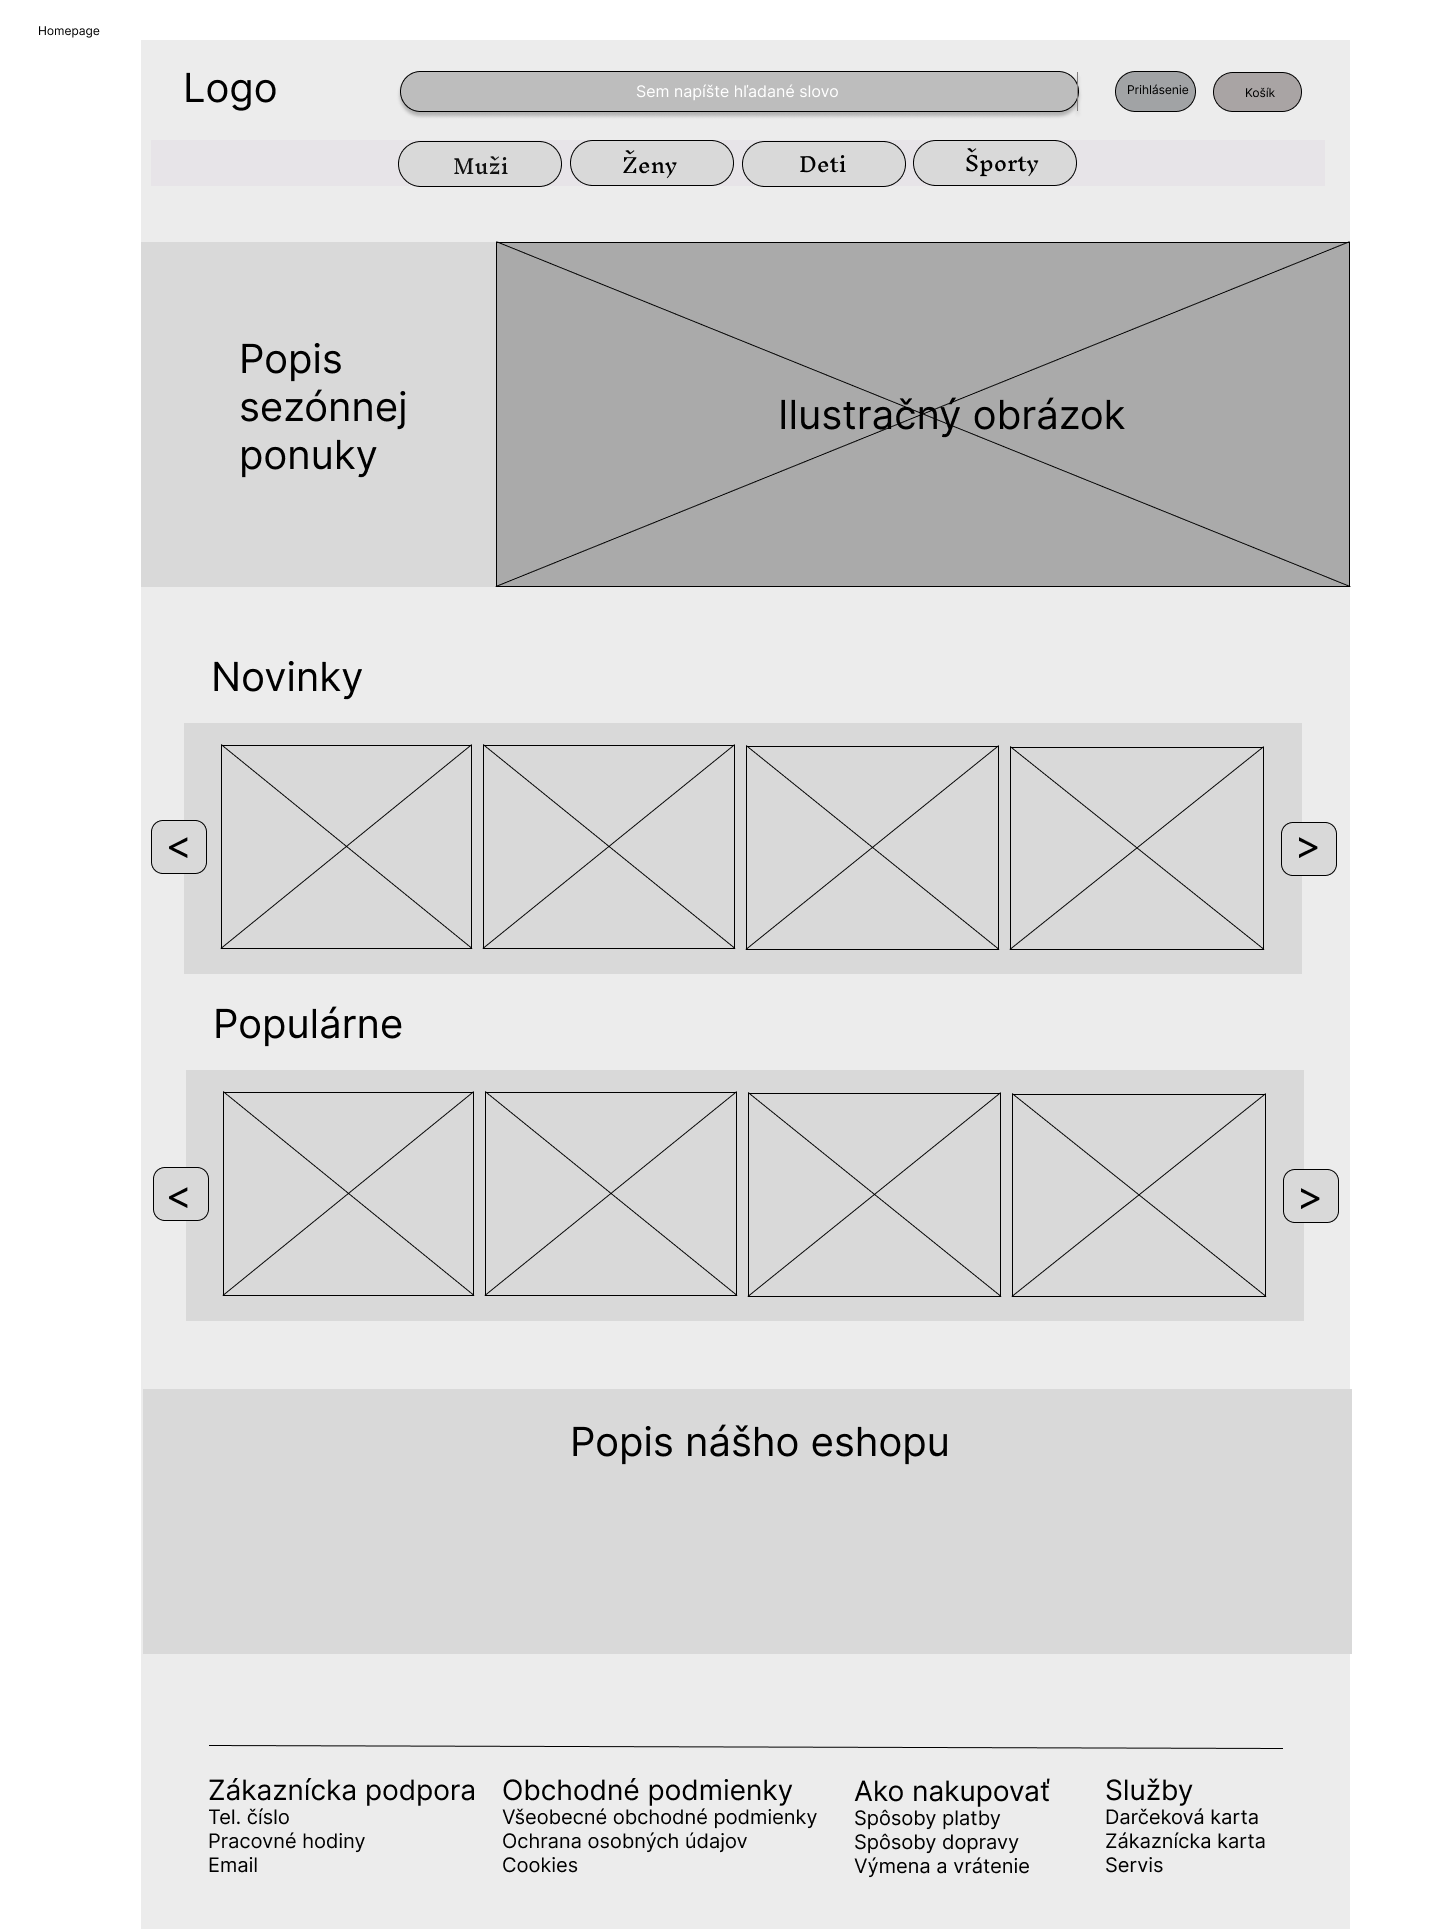 Homepage
Logo
Sem napíšte hľadané slovo
Prihlásenie
Košík
Muži
Ženy
Deti
Športy
Popis
sezónnej
ponuky
Ilustračný obrázok
Novinky
<
>
Populárne
<
>
Popis nášho eshopu
Zákaznícka podpora
Tel. číslo
Pracovné hodiny
Email
Obchodné podmienky
Všeobecné obchodné podmienky
Ochrana osobných údajov
Cookies
Ako nakupovať
Spôsoby platby
Spôsoby dopravy
Výmena a vrátenie
Služby
Darčeková karta
Zákaznícka karta
Servis